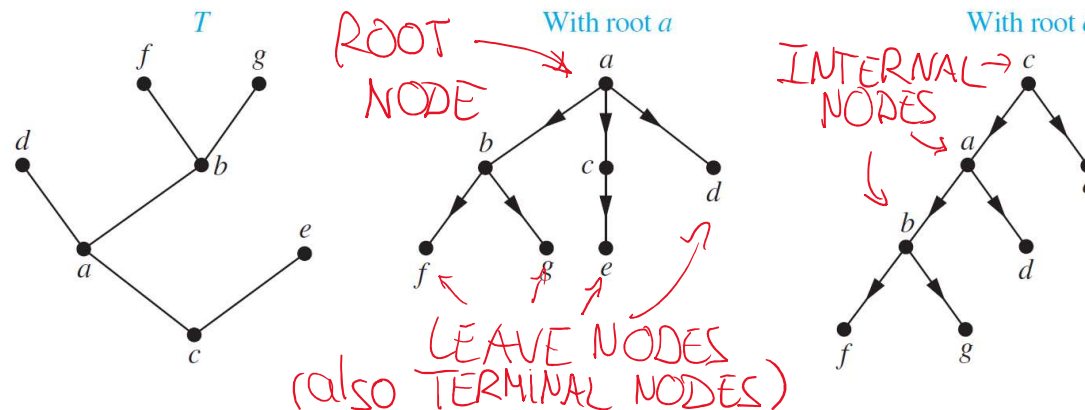 T
f
g
d
b
e
a
c
With root a
ROOT
NODE
a
b
c
d
f
g
e
LEAVE NODES
(also TERMINAL NODES)
With root
INTERNAL
NODES
c
a
b
d
f
g